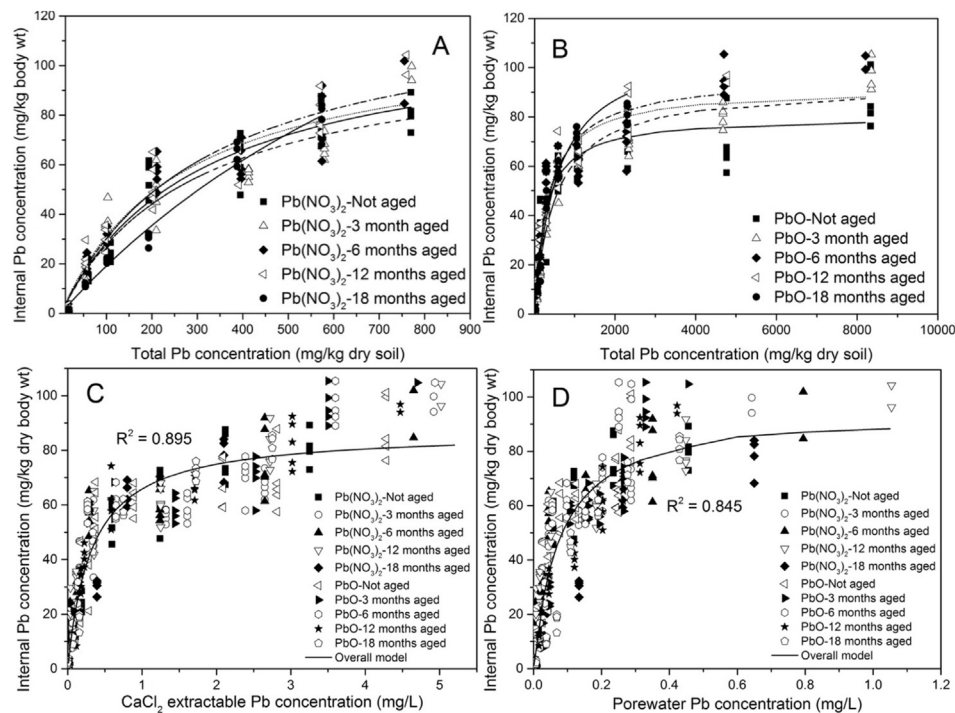 A
Internal Pb concentration (mg/kg body wt)
120
100
80
60
40
20
0
Pb(NO₃)₂-Not aged
Pb(NO₃)₂-3 month aged
Pb(NO₃)₂-6 months aged
Pb(NO₃)₂-12 months aged
Pb(NO₃)₂-18 months aged
0 100 200 300 400 500 600 700 800 900
Total Pb concentration (mg/kg dry soil)
B
Internal Pb concentration (mg/kg body wt)
120
100
80
60
40
20
0
PbO-Not aged
PbO-3 month aged
PbO-6 months aged
PbO-12 months aged
PbO-18 months aged
0 2000 4000 6000 8000 10000
Total Pb concentration (mg/kg dry soil)
C
Internal Pb concentration (mg/kg dry body wt)
120
100
80
60
40
20
0
R² = 0.895
Pb(NO₃)₂-Not aged
Pb(NO₃)₂-3 months aged
Pb(NO₃)₂-6 months aged
Pb(NO₃)₂-12 months aged
Pb(NO₃)₂-18 months aged
PbO-Not aged
PbO-3 months aged
PbO-6 months aged
PbO-12 months aged
PbO-18 months aged
Overall model
0 1 2 3 4 5
CaCl₂ extractable Pb concentration (mg/L)
D
Internal Pb concentration (mg/kg dry body wt)
120
100
80
60
40
20
0
R² = 0.845
Pb(NO₃)₂-Not aged
Pb(NO₃)₂-3 months aged
Pb(NO₃)₂-6 months aged
Pb(NO₃)₂-12 months aged
Pb(NO₃)₂-18 months aged
PbO-Not aged
PbO-3 months aged
PbO-6 months aged
PbO-12 months aged
PbO-18 months aged
Overall model
0.0 0.2 0.4 0.6 0.8 1.0 1.2
Porewater Pb concentration (mg/L)